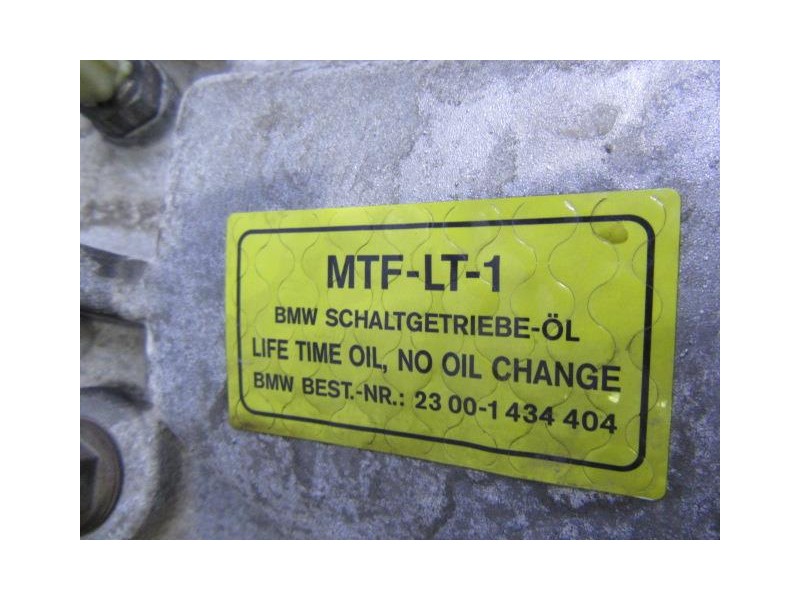 MTF-LT-1
BMW SCHALTGETRIEBE-ÖL
LIFE TIME OIL, NO OIL CHANGE
BMW BEST.-NR.: 23 00-1 434 404